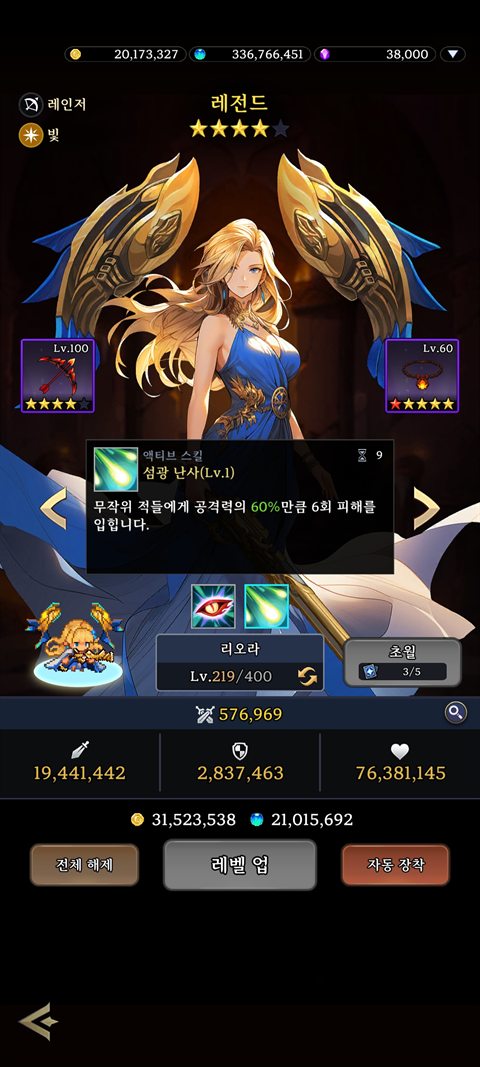 20,173,327 336,766,451 38,000
레인저
빛
레전드
Lv.100
Lv.60
액티브 스킬 9
섬광 난사(Lv.1)
무작위 적들에게 공격력의 60%만큼 6회 피해를
입힙니다.
리오라
Lv.219/400
초월
3/5
576,969
19,441,442 2,837,463 76,381,145
31,523,538 21,015,692
전체 해제 레벨 업 자동 장착